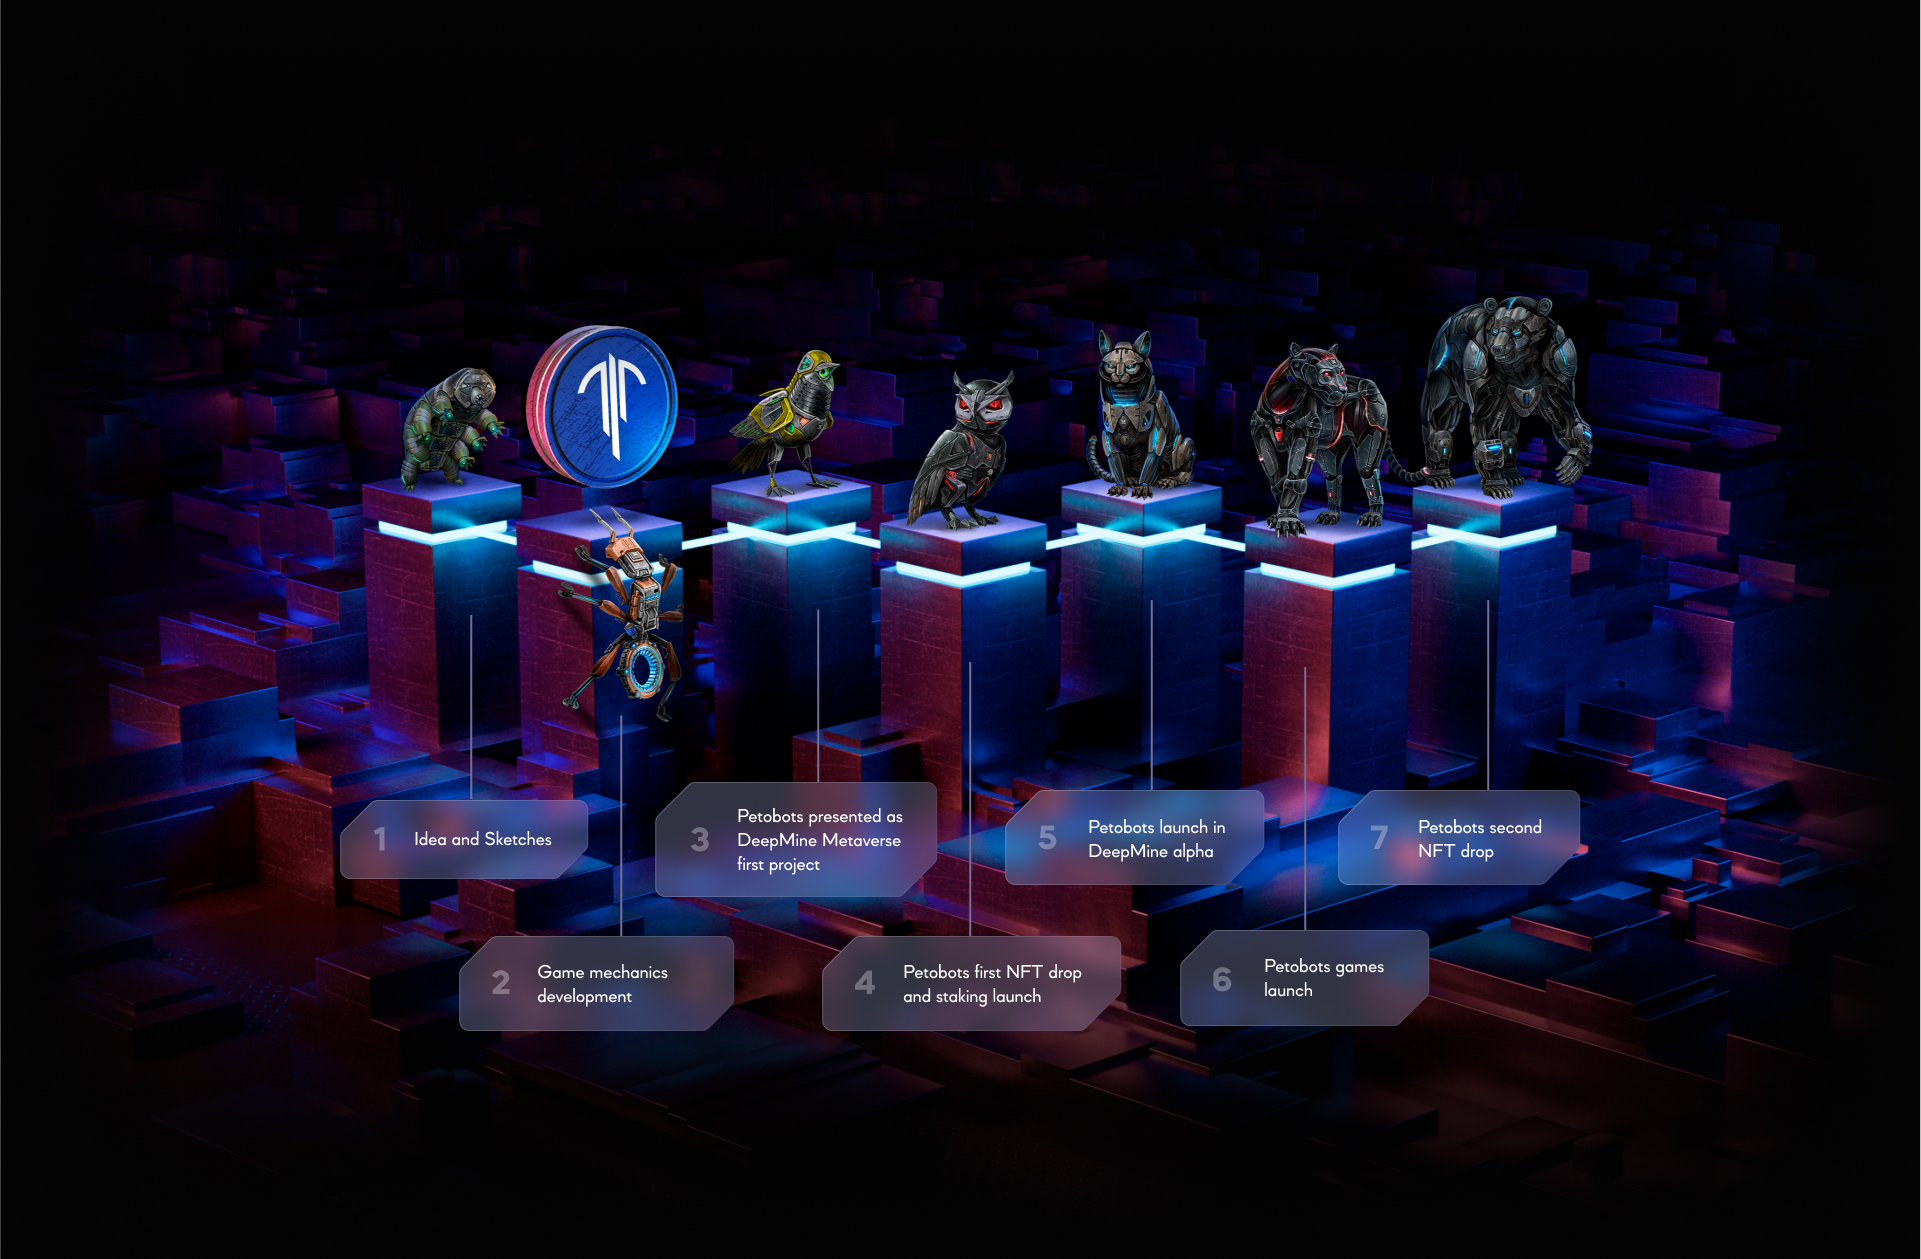 1
Idea and Sketches
2
Game mechanics
development
3
Petobots presented as
DeepMine Metaverse
first project
4
Petobots first NFT drop
and staking launch
5
Petobots launch in
DeepMine alpha
6
Petobots games
launch
7
Petobots second
NFT drop